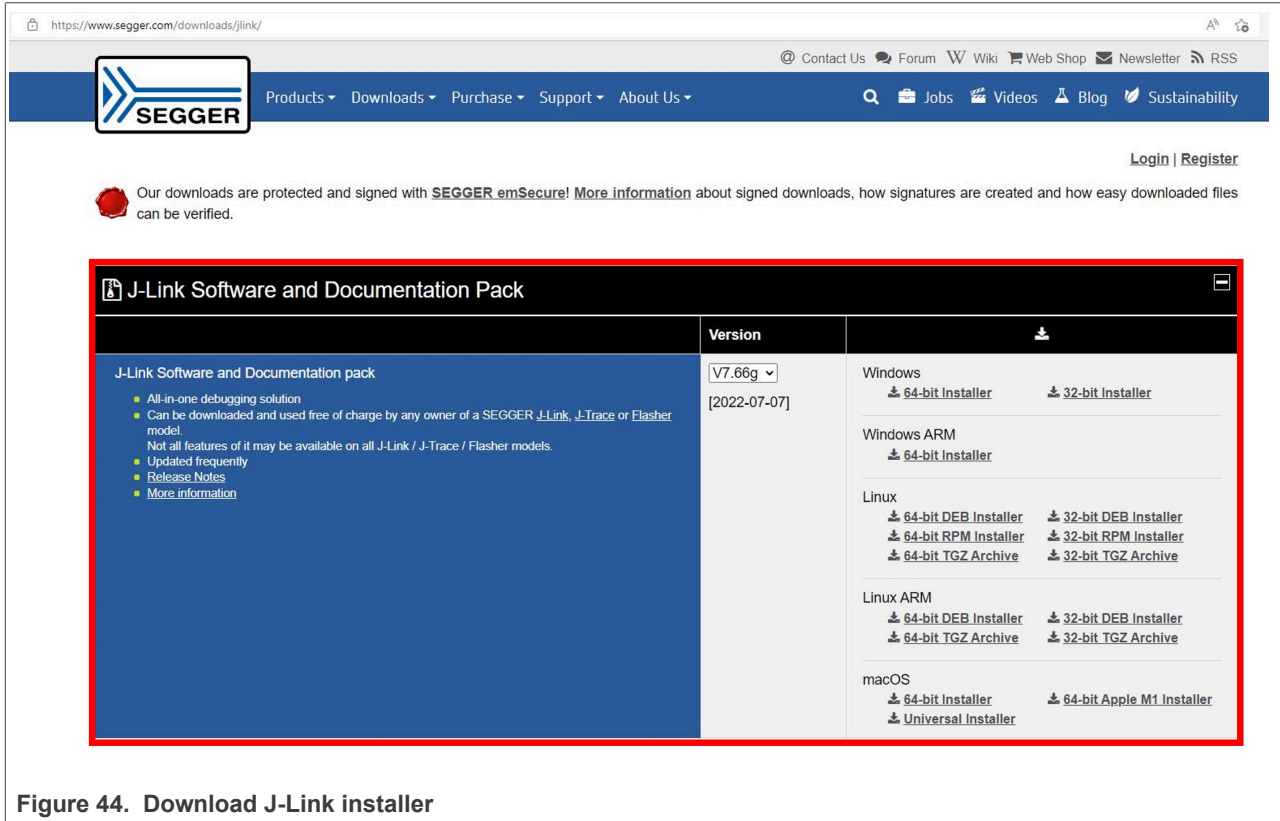 https://www.segger.com/downloads/jlink/
Contact Us Forum Wiki Web Shop Newsletter RSS
SEGGER
Products Downloads Purchase Support About Us Jobs Videos Blog Sustainability
Login | Register
Our downloads are protected and signed with SEGGER emSecure! More information about signed downloads, how signatures are created and how easy downloaded files
can be verified.
J-Link Software and Documentation Pack
Version
J-Link Software and Documentation pack
All-in-one debugging solution
Can be downloaded and used free of charge by any owner of a SEGGER J-Link, J-Trace or Flasher
model.
Not all features of it may be available on all J-Link / J-Trace / Flasher models.
Updated frequently
Release Notes
More information
V7.66g
[2022-07-07]
Windows
64-bit Installer 32-bit Installer
Windows ARM
64-bit Installer
Linux
64-bit DEB Installer 32-bit DEB Installer
64-bit RPM Installer 32-bit RPM Installer
64-bit TGZ Archive 32-bit TGZ Archive
Linux ARM
64-bit DEB Installer 32-bit DEB Installer
64-bit TGZ Archive 32-bit TGZ Archive
macOS
64-bit Installer 64-bit Apple M1 Installer
Universal Installer
Figure 44. Download J-Link installer